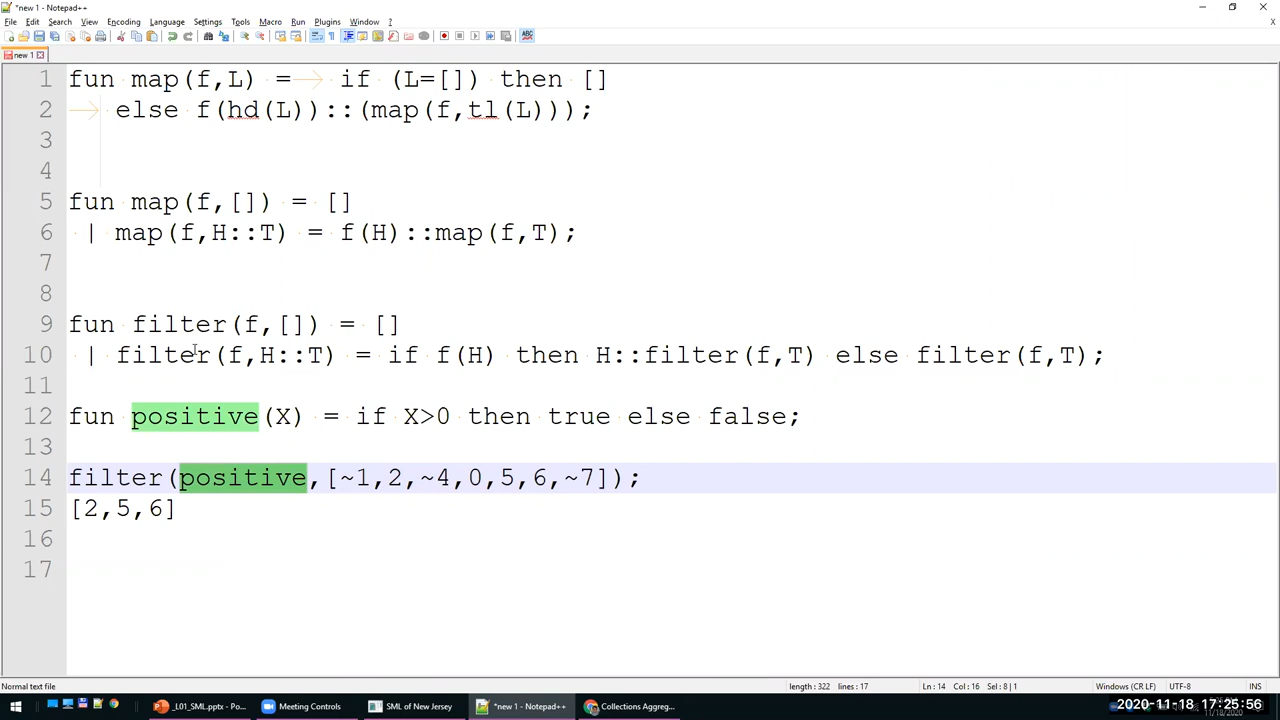 *new 1 - Notepad++
File Edit Search View Encoding Language Settings Tools Macro Run Plugins Window ?
new 1
1 fun map(f,L) = if (L=[]) then []
2 else f(hd(L))::(map(f,tl(L)));
3
4
5 fun map(f,[]) = []
6 | map(f,H::T) = f(H)::map(f,T);
7
8
9 fun filter(f,[]) = []
10 | filter(f,H::T) = if f(H) then H::filter(f,T) else filter(f,T);
11
12 fun positive(X) = if X>0 then true else false;
13
14 filter(positive,[~1,2,~4,0,5,6,~7]);
15 [2,5,6]
16
17
Normal text file length: 322 lines: 17 Ln: 14 Col: 16 Sel: 8 | 1 Windows (CR LF) UTF-8 INS
_L01_SML.pptx - Po... Meeting Controls SML of New Jersey *new 1 - Notepad++ Collections Aggreg... 2020-11-18 17:25:56